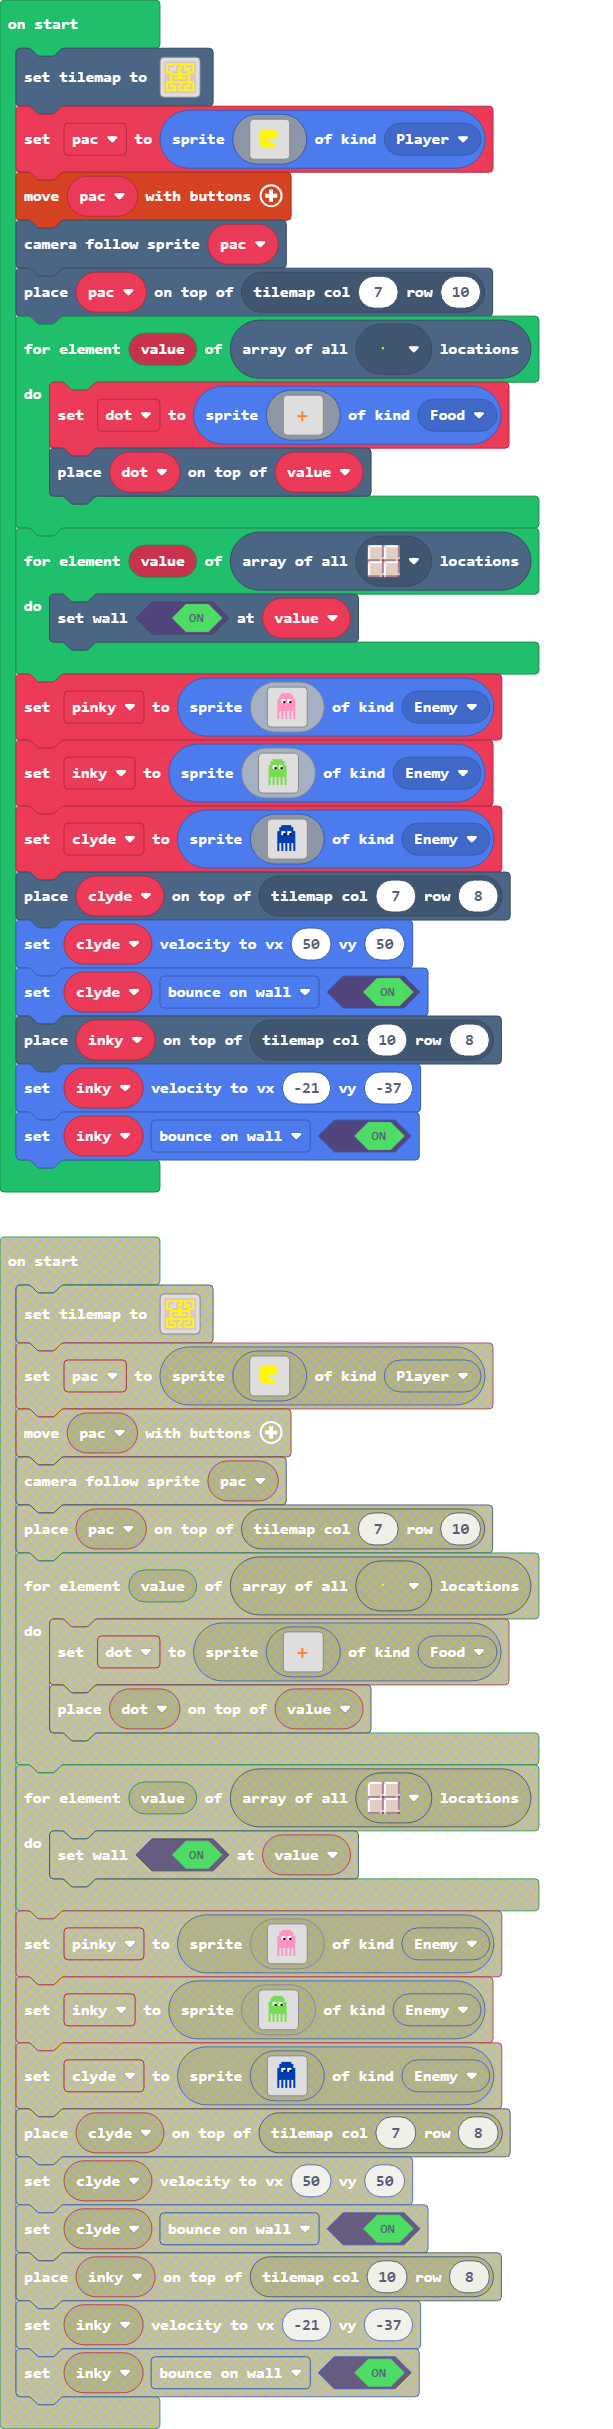 on start
set tilemap to
set pac to sprite of kind Player
move pac with buttons
camera follow sprite pac
place pac on top of tilemap col 7 row 10
for element value of array of all locations
do
set dot to sprite of kind Food
place dot on top of value
for element value of array of all locations
do
set wall ON at value
set pinky to sprite of kind Enemy
set inky to sprite of kind Enemy
set clyde to sprite of kind Enemy
place clyde on top of tilemap col 7 row 8
set clyde velocity to vx 50 vy 50
set clyde bounce on wall ON
place inky on top of tilemap col 10 row 8
set inky velocity to vx -21 vy -37
set inky bounce on wall ON
on start
set tilemap to
set pac to sprite of kind Player
move pac with buttons
camera follow sprite pac
place pac on top of tilemap col 7 row 10
for element value of array of all locations
do
set dot to sprite of kind Food
place dot on top of value
for element value of array of all locations
do
set wall ON at value
set pinky to sprite of kind Enemy
set inky to sprite of kind Enemy
set clyde to sprite of kind Enemy
place clyde on top of tilemap col 7 row 8
set clyde velocity to vx 50 vy 50
set clyde bounce on wall ON
place inky on top of tilemap col 10 row 8
set inky velocity to vx -21 vy -37
set inky bounce on wall ON